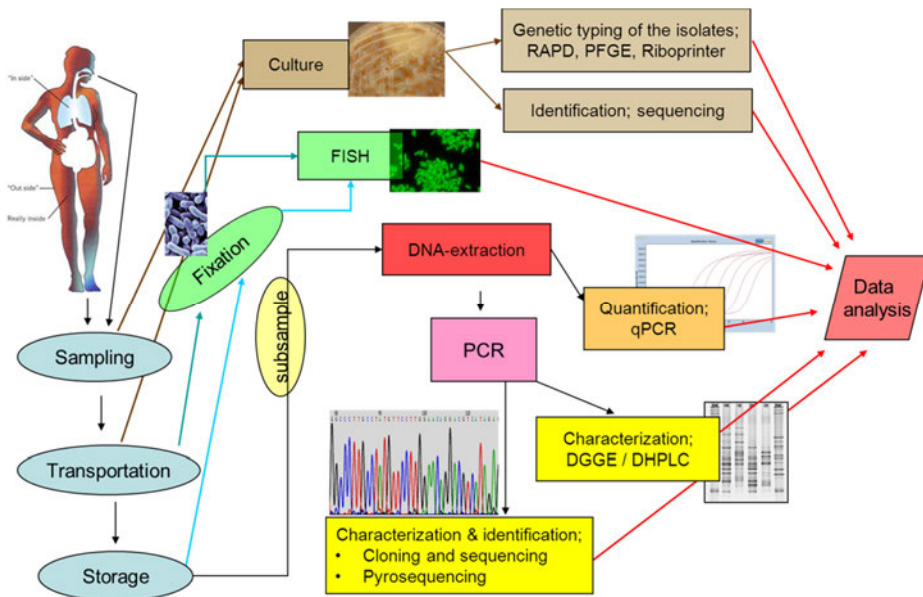 Genetic typing of the isolates;
RAPD, PFGE, Riboprinter
Culture
Identification; sequencing
"In side"
"Out side"
Really inside
FISH
Fixation
DNA-extraction
subsample
Quantification;
qPCR
Data
analysis
Sampling
PCR
Characterization;
DGGE / DHPLC
Transportation
Characterization & identification;
• Cloning and sequencing
• Pyrosequencing
Storage